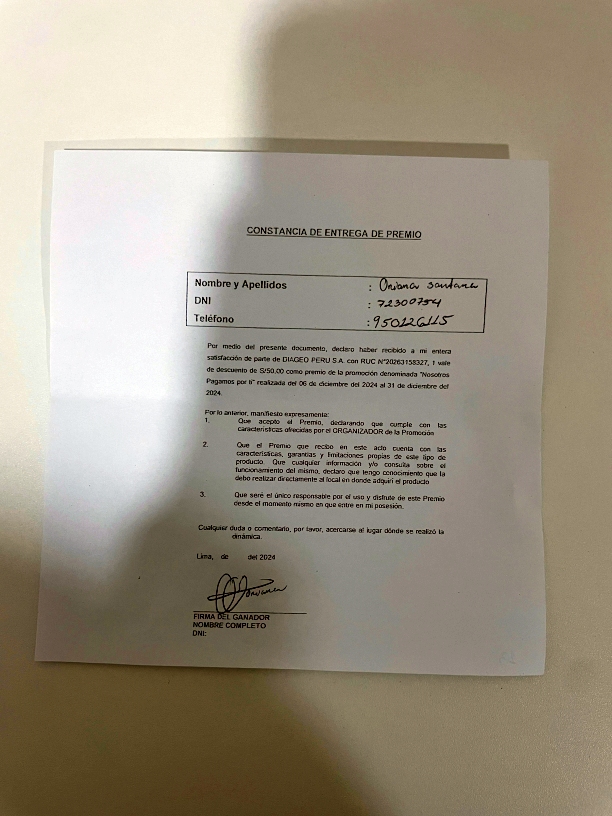 CONSTANCIA DE ENTREGA DE PREMIO
Nombre y Apellidos : Oriana santana
DNI : 72300754
Teléfono : 950126115
Por medio del presente documento, declaro haber recibido a mi entera
satisfacción de parte de DIAGEO PERU S.A. con RUC N°20263158327, 1 vale
de descuento de S/50.00 como premio de la promoción denominada "Nosotros
Pagamos por ti" realizada del 06 de diciembre del 2024 al 31 de diciembre del
2024.
Por lo anterior, manifiesto expresamente:
1. Que acepto el Premio, declarando que cumple con las
características ofrecidas por el ORGANIZADOR de la Promoción
2. Que el Premio que recibo en este acto cuenta con las
características, garantías y limitaciones propias de este tipo de
producto. Que cualquier información y/o consulta sobre el
funcionamiento del mismo, declaro que tengo conocimiento que la
debo realizar directamente al local en donde adquirí el producto
3. Que seré el único responsable por el uso y disfrute de este Premio
desde el momento mismo en que entre en mi posesión.
Cualquier duda o comentario, por favor, acercarse al lugar dónde se realizó la
dinámica.
Lima, de del 2024
Oriana
FIRMA DEL GANADOR
NOMBRE COMPLETO
DNI: